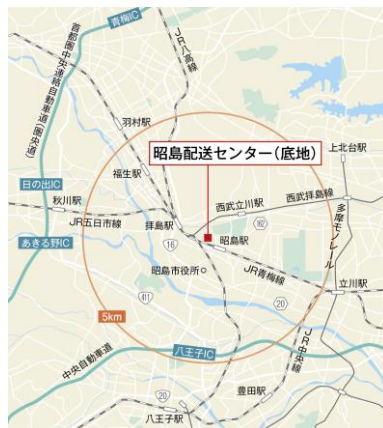 青梅IC
首都圏中央連絡自動車道(圏央道)
JR八高線
羽村駅
昭島配送センター(底地)
上北台駅
福生駅
日の出IC
秋川駅
西武立川駅
西武拝島線
多摩モノレール
JR五日市線
拝島駅
162
16
昭島駅
あきる野IC
昭島市役所
JR青梅線
立川駅
411
20
5km
八王子IC
中央自動車道
JR中央線
豊田駅
20
八王子駅